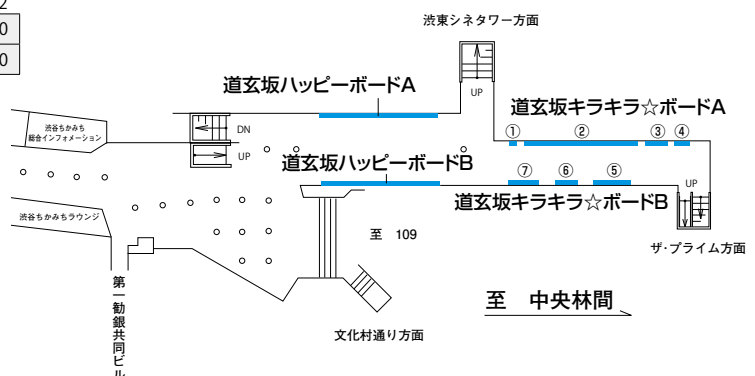 2
0
0
渋東シネタワー方面
道玄坂ハッピーボードA
UP
道玄坂キラキラ☆ボードA
渋谷ちかみち
総合インフォメーション
DN
UP
① ② ③ ④
道玄坂ハッピーボードB
⑦ ⑥ ⑤
UP
道玄坂キラキラ☆ボードB
渋谷ちかみちラウンジ
至 109
ザ・プライム方面
第一勧銀共同ビル
至 中央林間
文化村通り方面